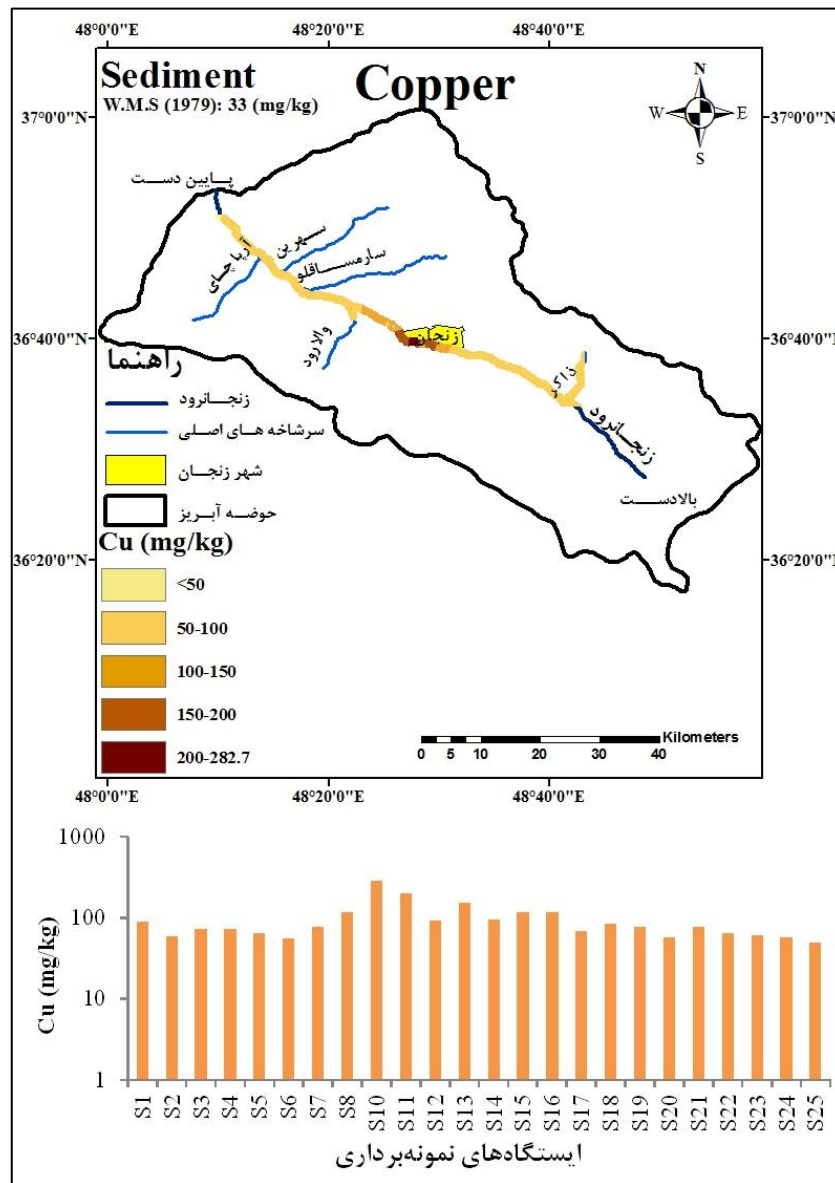 48°0'0"E 48°20'0"E 48°40'0"E
Sediment
W.M.S (1979): 33 (mg/kg)
Copper
N
W E
S
37°0'0"N 37°0'0"N
پایین دست
آریا چای
سهرین
سارمساقلو
36°40'0"N 36°40'0"N
والارود
زنجان
ذاکر
زنجانرود
بالادست
راهنما
زنجانرود
سرشاخه های اصلی
شهر زنجان
حوضه آبریز
36°20'0"N 36°20'0"N
Cu (mg/kg)
<50
50-100
100-150
150-200
200-282.7
Kilometers
0 5 10 20 30 40
48°0'0"E 48°20'0"E 48°40'0"E
Cu (mg/kg)
1000
100
10
1
S1 S2 S3 S4 S5 S6 S7 S8 S10 S11 S12 S13 S14 S15 S16 S17 S18 S19 S20 S21 S22 S23 S24 S25
ایستگاه‌های نمونه‌برداری